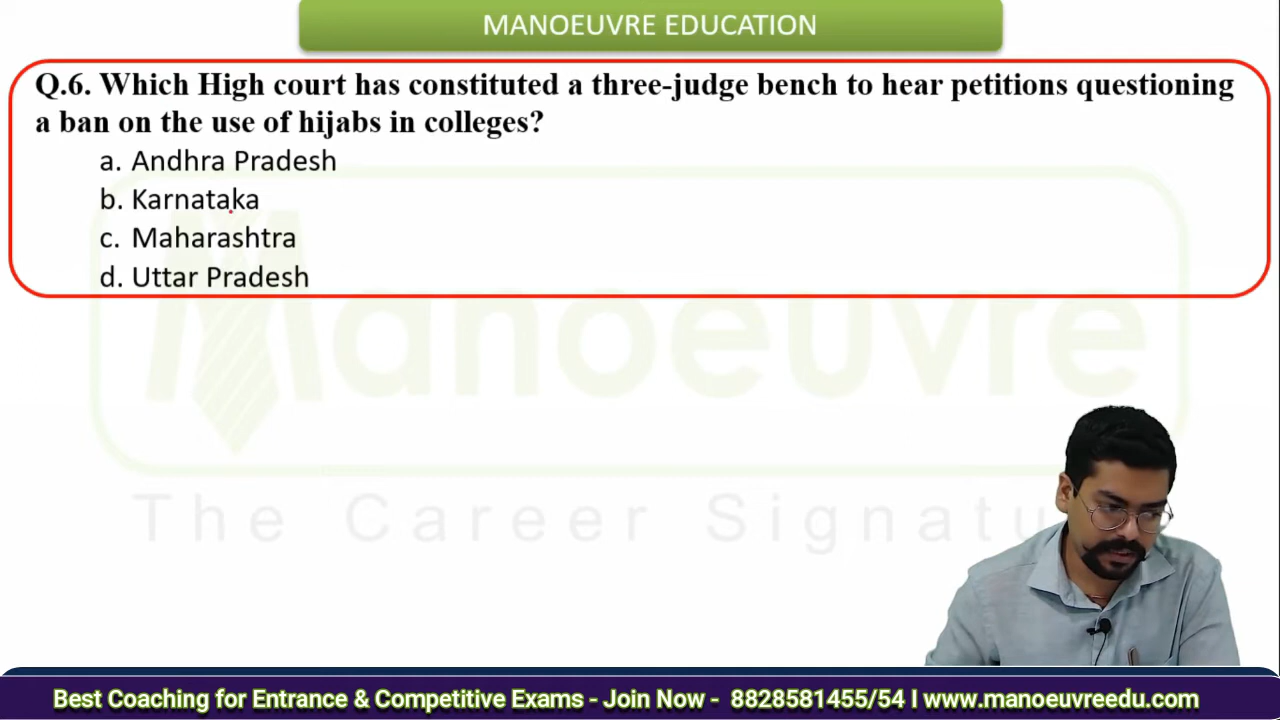 MANOEUVRE EDUCATION
Q.6. Which High court has constituted a three-judge bench to hear petitions questioning
a ban on the use of hijabs in colleges?
a. Andhra Pradesh
b. Karnataka
c. Maharashtra
d. Uttar Pradesh
Manoeuvre
The Career Signatu
Best Coaching for Entrance & Competitive Exams - Join Now - 8828581455/54 I www.manoeuvreedu.com